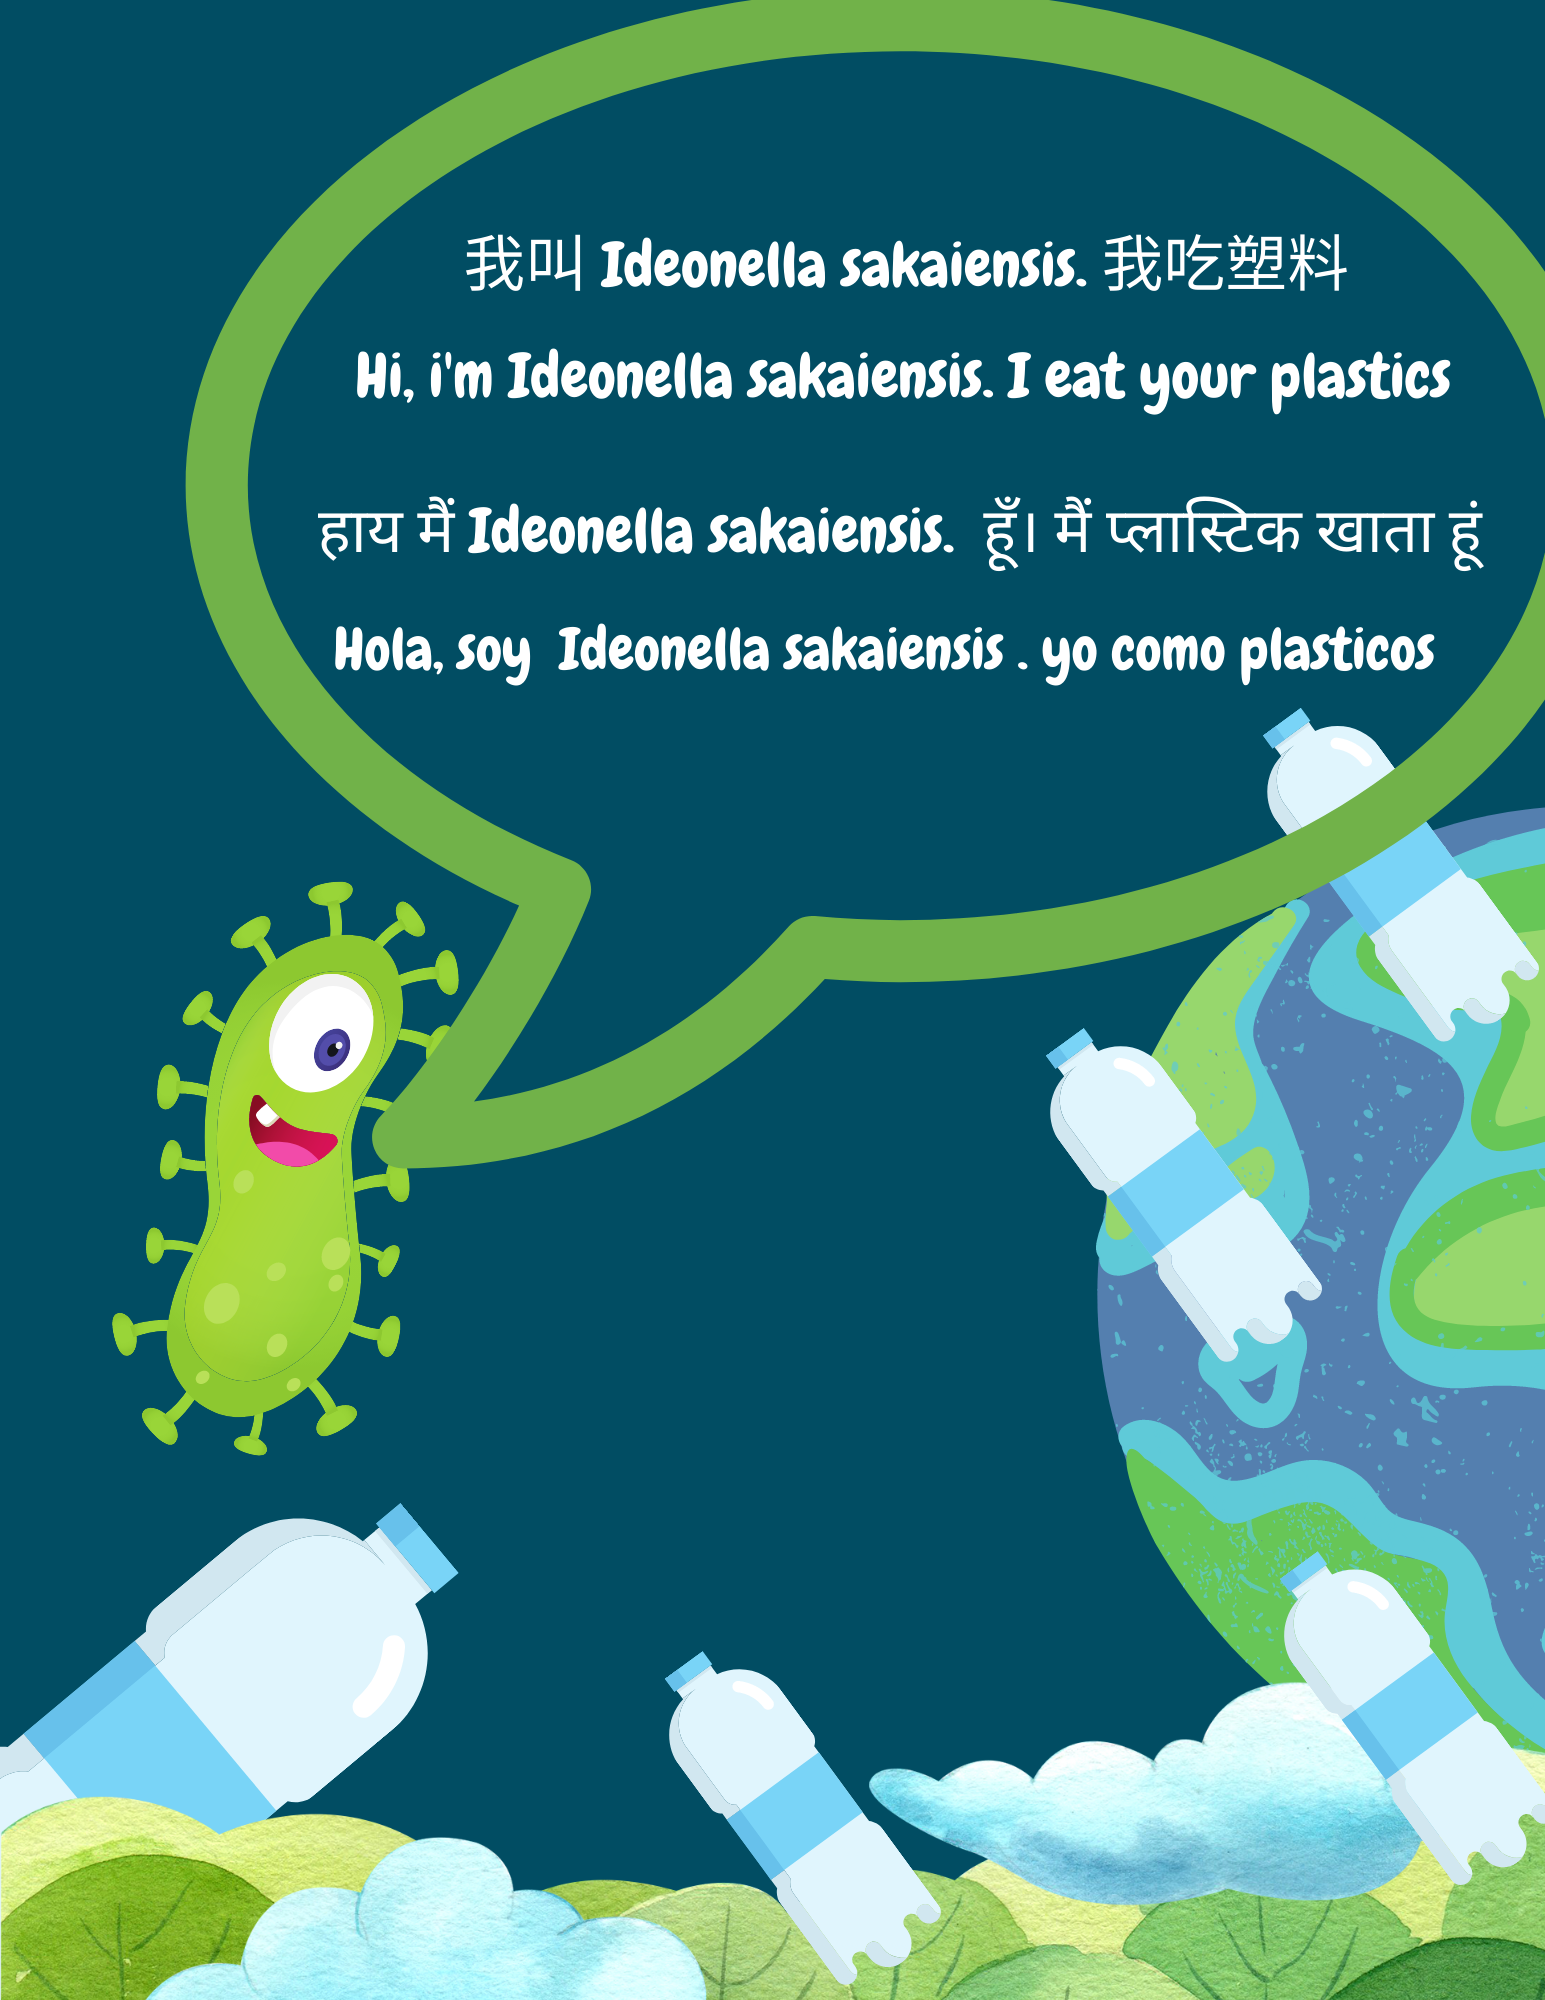 我叫 Ideonella sakaiensis. 我吃塑料
Hi, i'm Ideonella sakaiensis. I eat your plastics
हाय मैं Ideonella sakaiensis.  हूँ। मैं प्लास्टिक खाता हूं
Hola, soy  Ideonella sakaiensis . yo como plasticos